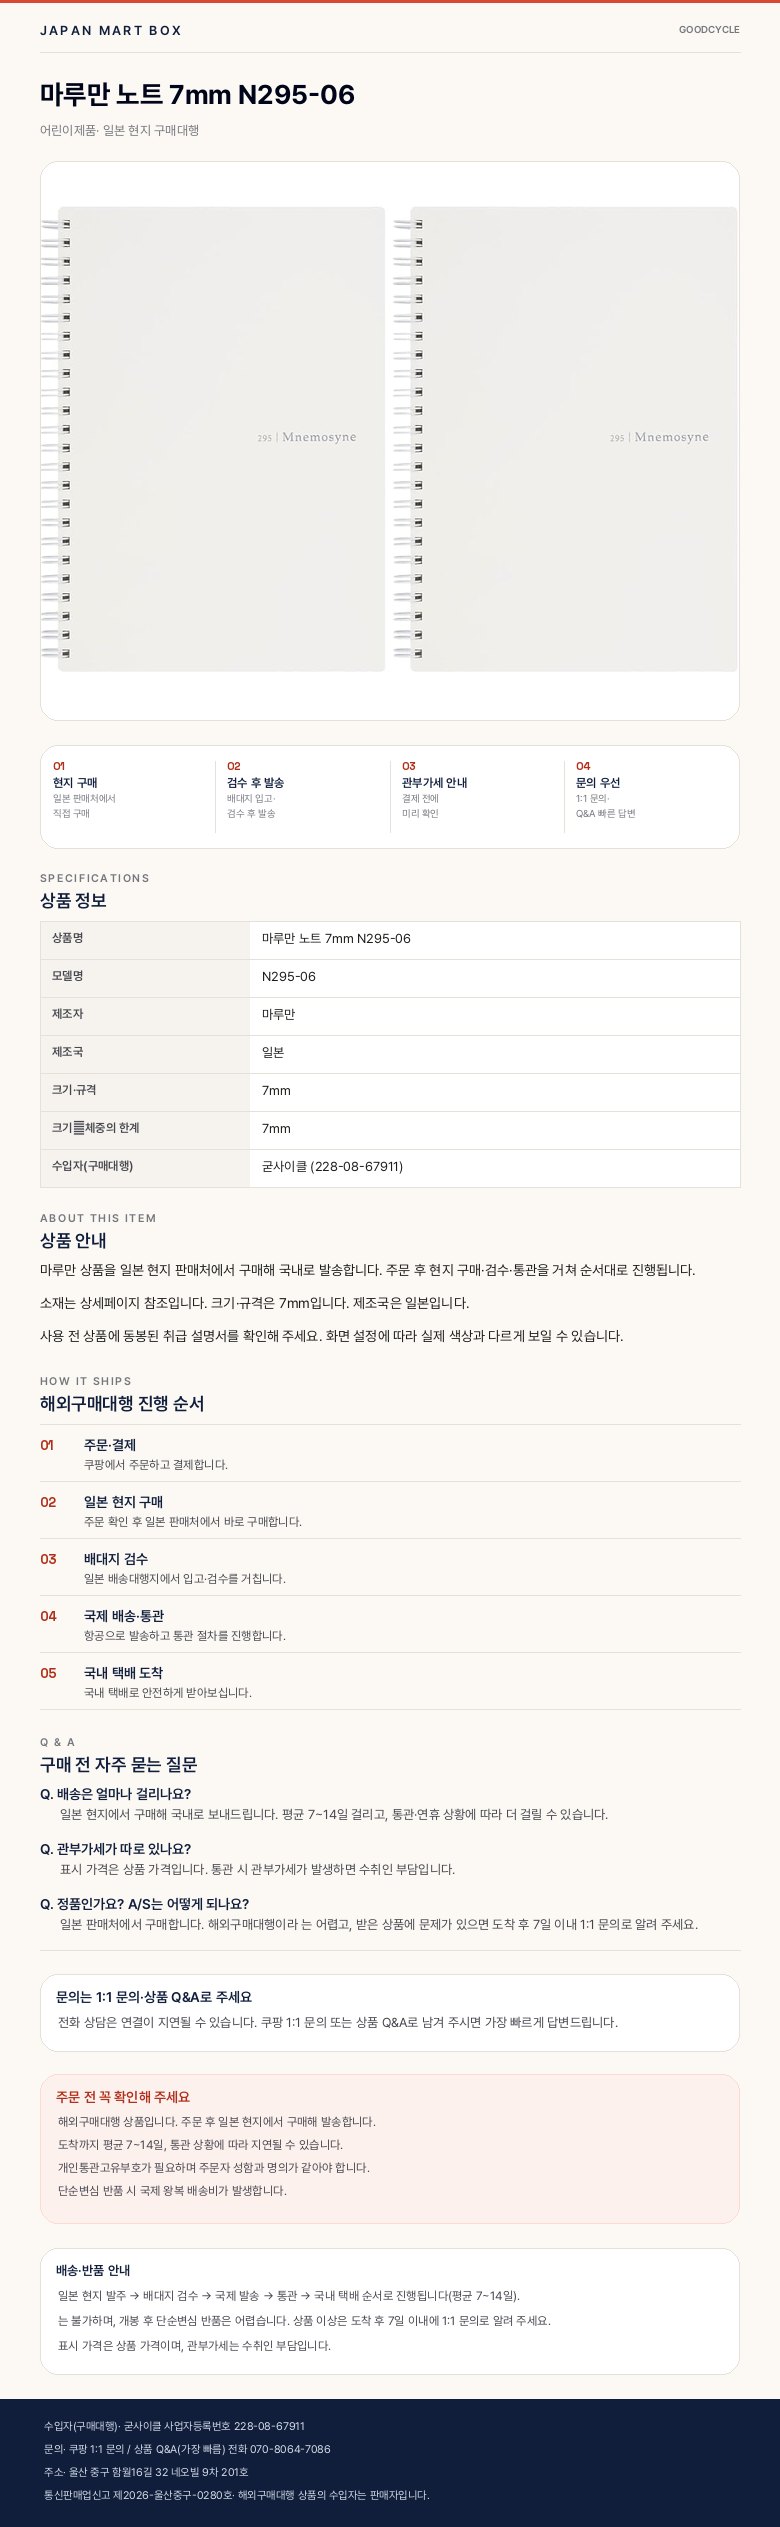 JAPAN MART BOX
GOODCYCLE
마루만 노트 7mm N295-06
어린이제품· 일본 현지 구매대행
295 | Mnemosyne
295 | Mnemosyne
01
현지 구매
일본 판매처에서
직접 구매
02
검수 후 발송
배대지 입고·
검수 후 발송
03
관부가세 안내
결제 전에
미리 확인
04
문의 우선
1:1 문의·
Q&A 빠른 답변
SPECIFICATIONS
상품 정보
상품명 마루만 노트 7mm N295-06
모델명 N295-06
제조자 마루만
제조국 일본
크기·규격 7mm
크기▤체중의 한계 7mm
수입자(구매대행) 굳사이클 (228-08-67911)
ABOUT THIS ITEM
상품 안내
마루만 상품을 일본 현지 판매처에서 구매해 국내로 발송합니다. 주문 후 현지 구매·검수·통관을 거쳐 순서대로 진행됩니다.
소재는 상세페이지 참조입니다. 크기·규격은 7mm입니다. 제조국은 일본입니다.
사용 전 상품에 동봉된 취급 설명서를 확인해 주세요. 화면 설정에 따라 실제 색상과 다르게 보일 수 있습니다.
HOW IT SHIPS
해외구매대행 진행 순서
01 주문·결제
쿠팡에서 주문하고 결제합니다.
02 일본 현지 구매
주문 확인 후 일본 판매처에서 바로 구매합니다.
03 배대지 검수
일본 배송대행지에서 입고·검수를 거칩니다.
04 국제 배송·통관
항공으로 발송하고 통관 절차를 진행합니다.
05 국내 택배 도착
국내 택배로 안전하게 받아보십니다.
Q & A
구매 전 자주 묻는 질문
Q. 배송은 얼마나 걸리나요?
일본 현지에서 구매해 국내로 보내드립니다. 평균 7~14일 걸리고, 통관·연휴 상황에 따라 더 걸릴 수 있습니다.
Q. 관부가세가 따로 있나요?
표시 가격은 상품 가격입니다. 통관 시 관부가세가 발생하면 수취인 부담입니다.
Q. 정품인가요? A/S는 어떻게 되나요?
일본 판매처에서 구매합니다. 해외구매대행이라 는 어렵고, 받은 상품에 문제가 있으면 도착 후 7일 이내 1:1 문의로 알려 주세요.
문의는 1:1 문의·상품 Q&A로 주세요
전화 상담은 연결이 지연될 수 있습니다. 쿠팡 1:1 문의 또는 상품 Q&A로 남겨 주시면 가장 빠르게 답변드립니다.
주문 전 꼭 확인해 주세요
해외구매대행 상품입니다. 주문 후 일본 현지에서 구매해 발송합니다.
도착까지 평균 7~14일, 통관 상황에 따라 지연될 수 있습니다.
개인통관고유부호가 필요하며 주문자 성함과 명의가 같아야 합니다.
단순변심 반품 시 국제 왕복 배송비가 발생합니다.
배송·반품 안내
일본 현지 발주 → 배대지 검수 → 국제 발송 → 통관 → 국내 택배 순서로 진행됩니다(평균 7~14일).
는 불가하며, 개봉 후 단순변심 반품은 어렵습니다. 상품 이상은 도착 후 7일 이내에 1:1 문의로 알려 주세요.
표시 가격은 상품 가격이며, 관부가세는 수취인 부담입니다.
수입자(구매대행)· 굳사이클 사업자등록번호 228-08-67911
문의· 쿠팡 1:1 문의 / 상품 Q&A(가장 빠름) 전화 070-8064-7086
주소· 울산 중구 함월16길 32 네오빌 9차 201호
통신판매업신고 제2026-울산중구-0280호· 해외구매대행 상품의 수입자는 판매자입니다.